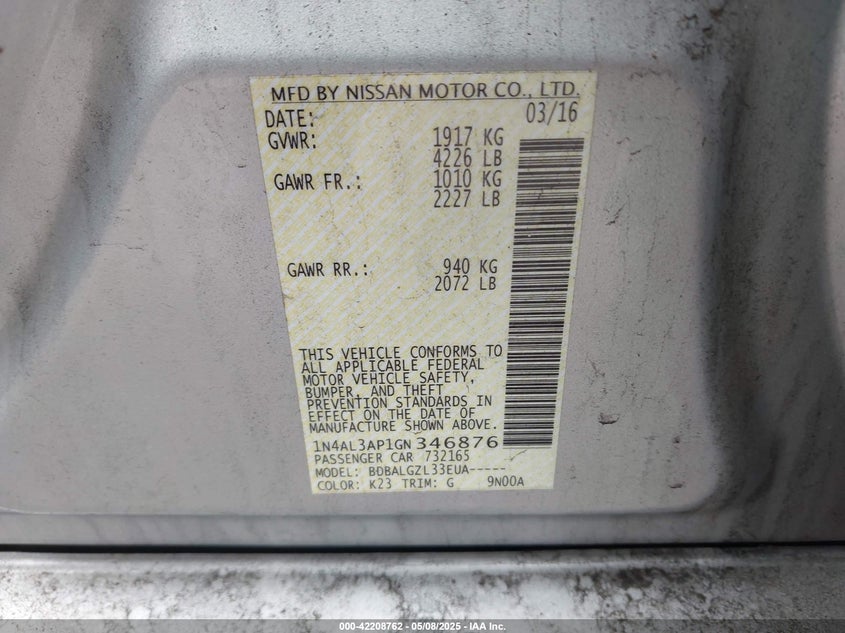 MFD BY NISSAN MOTOR CO., LTD.
DATE: 03/16
GVWR: 1917 KG
4226 LB
GAWR FR.: 1010 KG
2227 LB
GAWR RR.: 940 KG
2072 LB
THIS VEHICLE CONFORMS TO
ALL APPLICABLE FEDERAL
MOTOR VEHICLE SAFETY,
BUMPER, AND THEFT
PREVENTION STANDARDS IN
EFFECT ON THE DATE OF
MANUFACTURE SHOWN ABOVE.
1N4AL3AP1GN346876
PASSENGER CAR 732165
MODEL: BDBALGZL33EUA-----
COLOR: K23 TRIM: G 9N00A
000-42208762 - 05/08/2025 - IAA Inc.